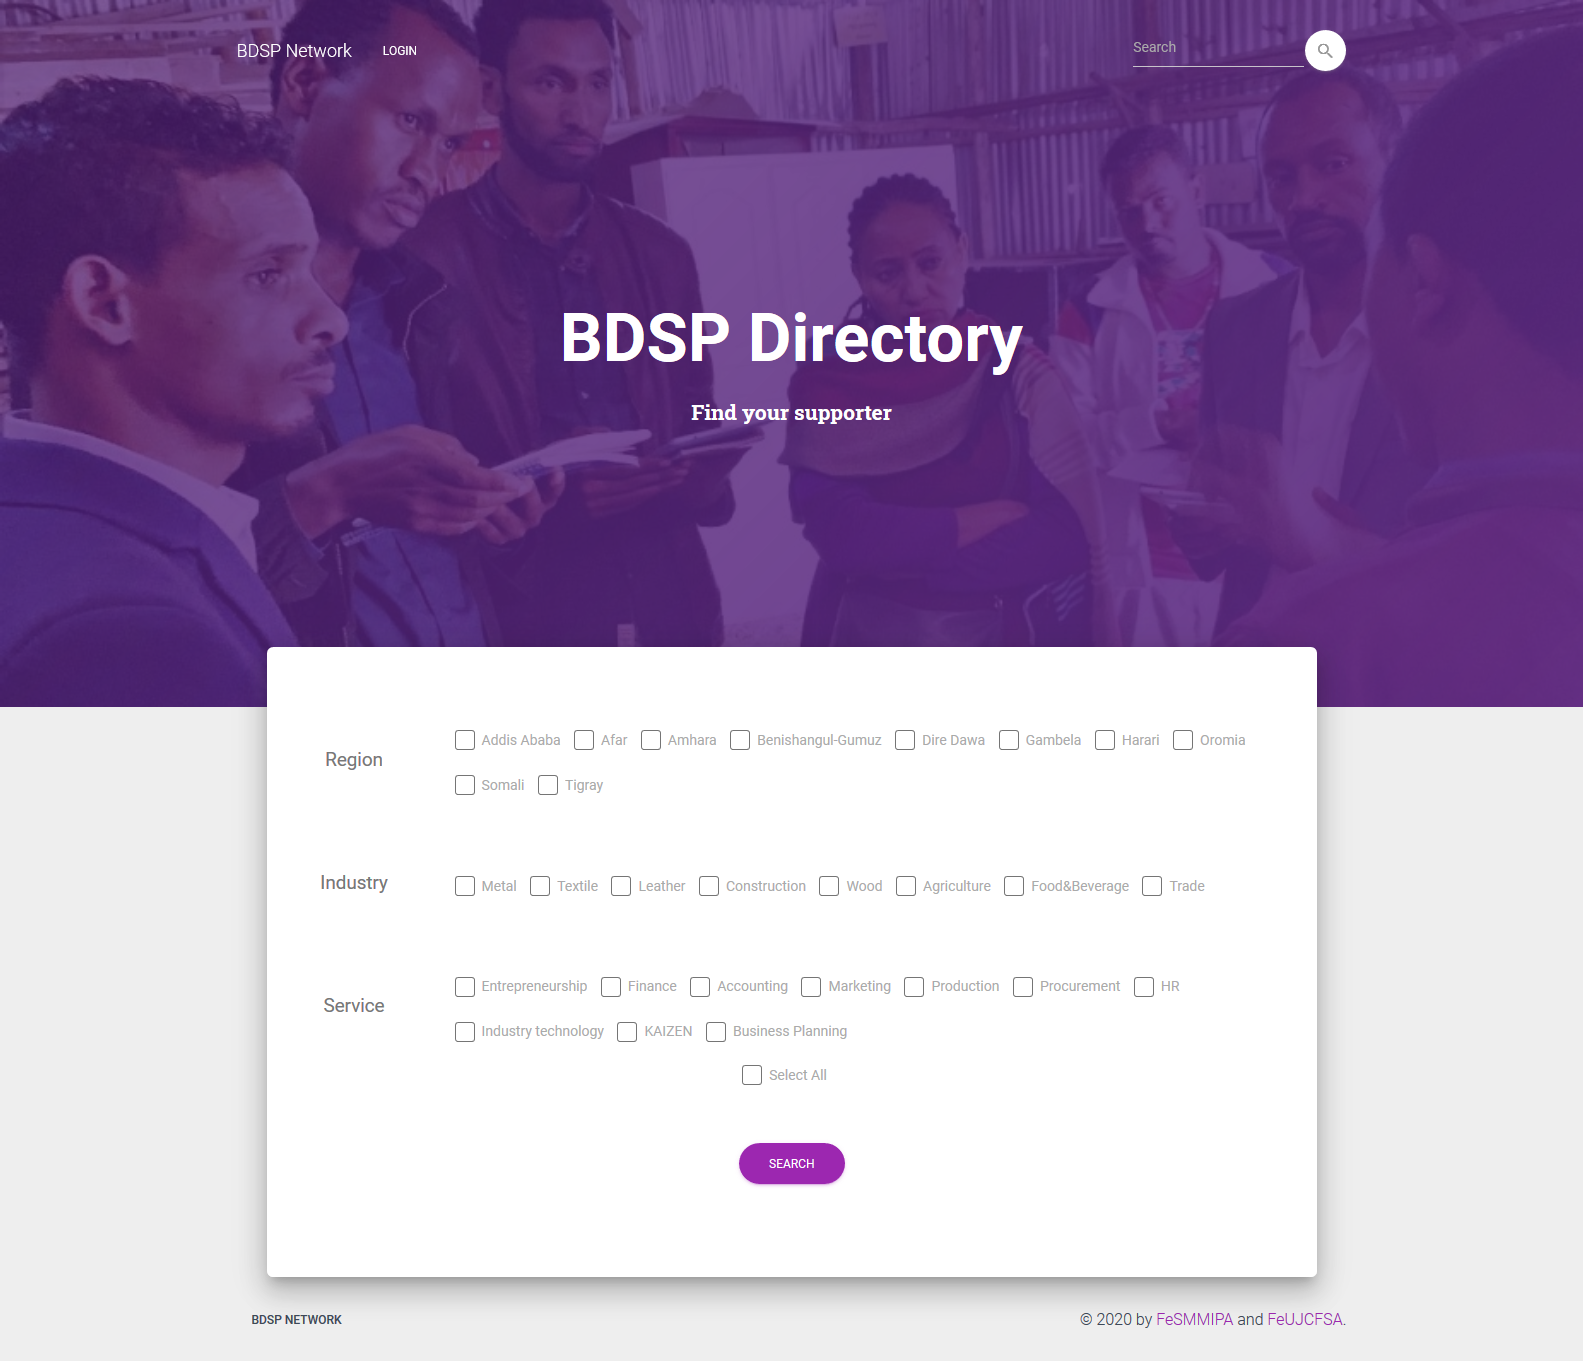 BDSP Network LOGIN Search
BDSP Directory
Find your supporter
Region
Addis Ababa Afar Amhara Benishangul-Gumuz Dire Dawa Gambela Harari Oromia
Somali Tigray
Industry
Metal Textile Leather Construction Wood Agriculture Food&Beverage Trade
Service
Entrepreneurship Finance Accounting Marketing Production Procurement HR
Industry technology KAIZEN Business Planning
Select All
SEARCH
BDSP NETWORK © 2020 by FeSMMIPA and FeUJCFSA.